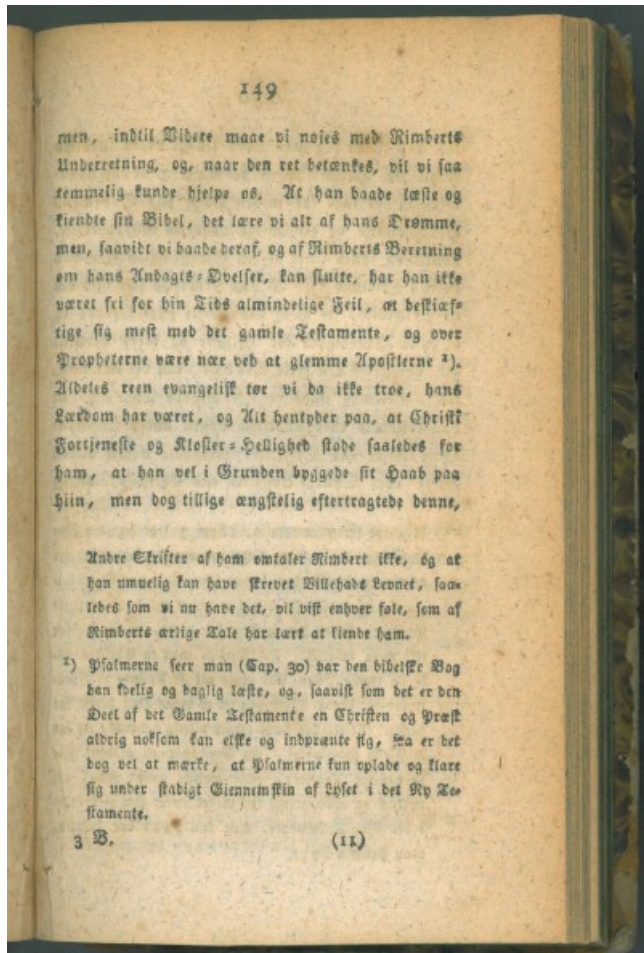 149
men, indtil Videre maae vi nøjes med Rimberts
Underretning, og, naar den ret betænkes, vil vi saa
temmelig kunde hjelpe os. At han baade læste og
kiendte sin Bibel, det lære vi alt af hans Drømme,
men, saavidt vi baade deraf, og af Rimberts Beretning
om hans Andagts-Øvelser, kan slutte, har han ikke
været fri for hin Tids almindelige Feil, at beskiæf-
tige sig mest med det gamle Testamente, og over
Propheterne være nær ved at glemme Apostlerne ¹).
Aldeles reen evangelisk tør vi da ikke troe, hans
Lærdom har været, og Alt hentyder paa, at Christi
Fortjeneste og Kloster-Hellighed stode saaledes for
ham, at han vel i Grunden byggede sit Haab paa
hiin, men dog tillige ængstelig eftertragtede denne,
Andre Skrifter af ham omtaler Rimbert ikke, og at
han umuelig kan have skrevet Villehads Levnet, saa-
ledes som vi nu have det, vil vist enhver føle, som af
Rimberts ærlige Tale har lært at kiende ham.
¹) Psalmerne seer man (Cap. 30) var den bibelske Bog
han idelig og daglig læste, og, saavist som det er den
Deel af det Gamle Testamente en Christen og Præst
aldrig noksom kan elske og indprænte sig, saa er det
dog vel at mærke, at Psalmerne kun oplade og klare
sig under stadigt Giennemskin af Lyset i det Ny Te-
stamente.
3 B. (11)